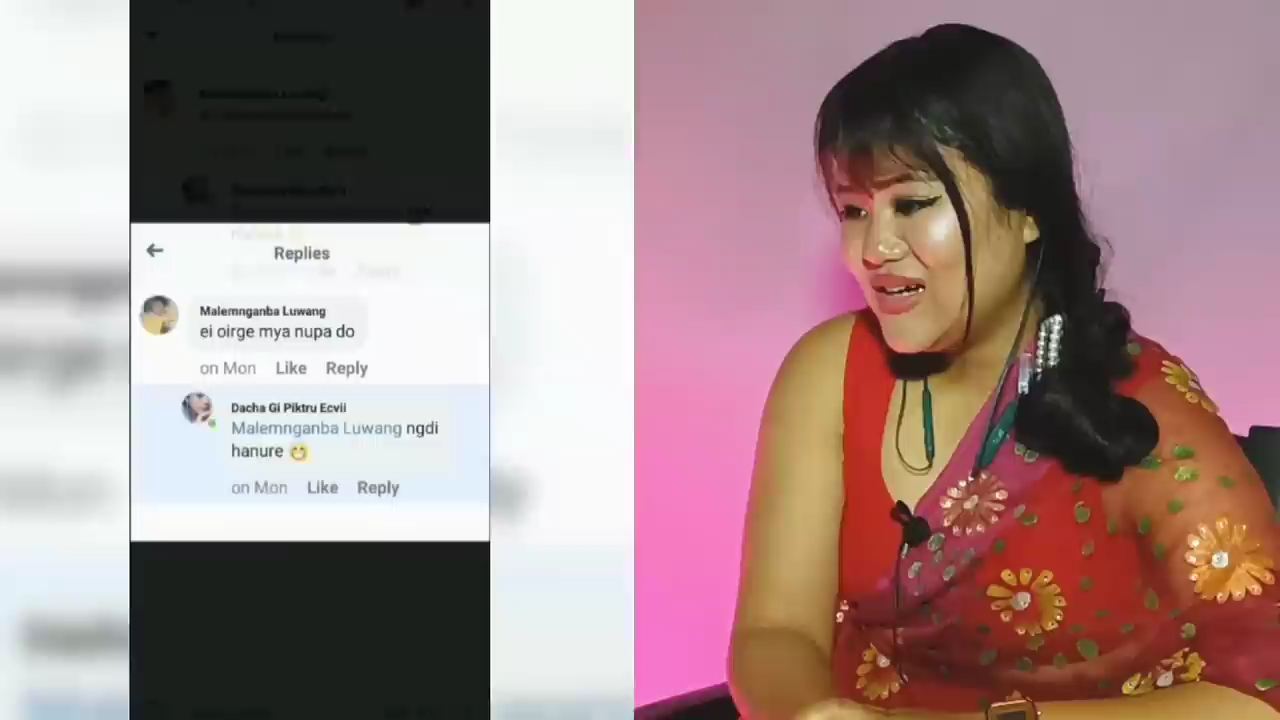 Replies
Malemnganba Luwang
ei oirge mya nupa do
on Mon Like Reply
Dacha Gi Piktru Ecvii
Malemnganba Luwang ngdi
hanure 😁
on Mon Like Reply